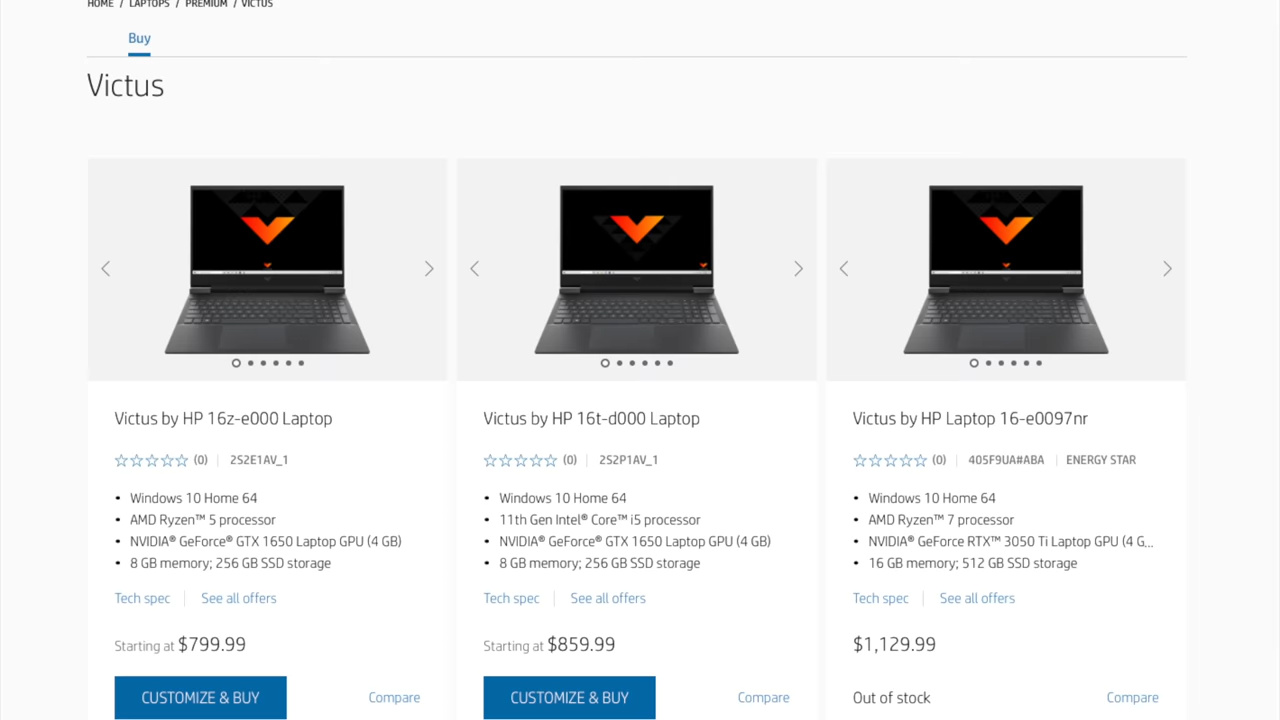 HOME / LAPTOPS / PREMIUM / VICTUS
Buy
Victus
Victus by HP 16z-e000 Laptop
(0) | 2S2E1AV_1
• Windows 10 Home 64
• AMD Ryzen™ 5 processor
• NVIDIA® GeForce® GTX 1650 Laptop GPU (4 GB)
• 8 GB memory; 256 GB SSD storage
Tech spec | See all offers
Starting at $799.99
CUSTOMIZE & BUY
Compare
Victus by HP 16t-d000 Laptop
(0) | 2S2P1AV_1
• Windows 10 Home 64
• 11th Gen Intel® Core™ i5 processor
• NVIDIA® GeForce® GTX 1650 Laptop GPU (4 GB)
• 8 GB memory; 256 GB SSD storage
Tech spec | See all offers
Starting at $859.99
CUSTOMIZE & BUY
Compare
Victus by HP Laptop 16-e0097nr
(0) | 405F9UA#ABA | ENERGY STAR
• Windows 10 Home 64
• AMD Ryzen™ 7 processor
• NVIDIA® GeForce RTX™ 3050 Ti Laptop GPU (4 G...
• 16 GB memory; 512 GB SSD storage
Tech spec | See all offers
$1,129.99
Out of stock
Compare